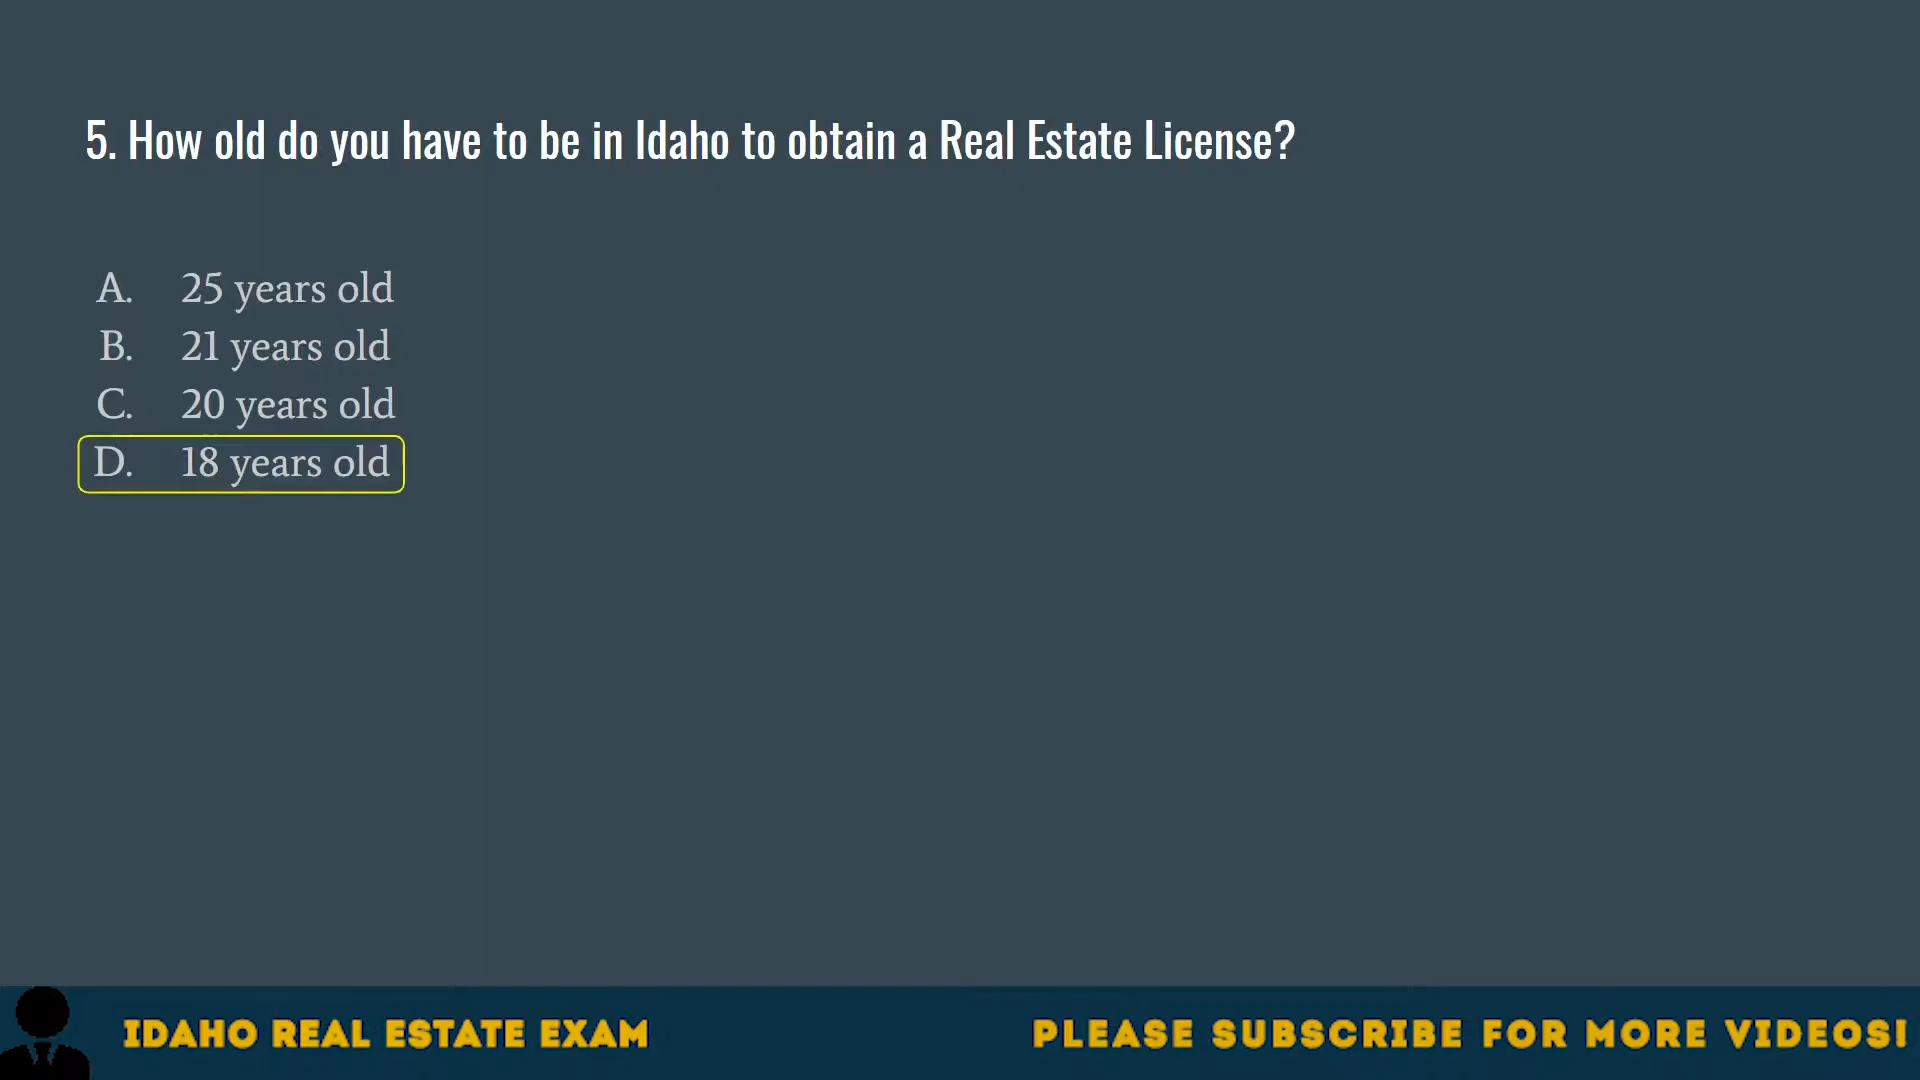 5. How old do you have to be in Idaho to obtain a Real Estate License?
A. 25 years old
B. 21 years old
C. 20 years old
D. 18 years old
IDAHO REAL ESTATE EXAM
PLEASE SUBSCRIBE FOR MORE VIDEOS!